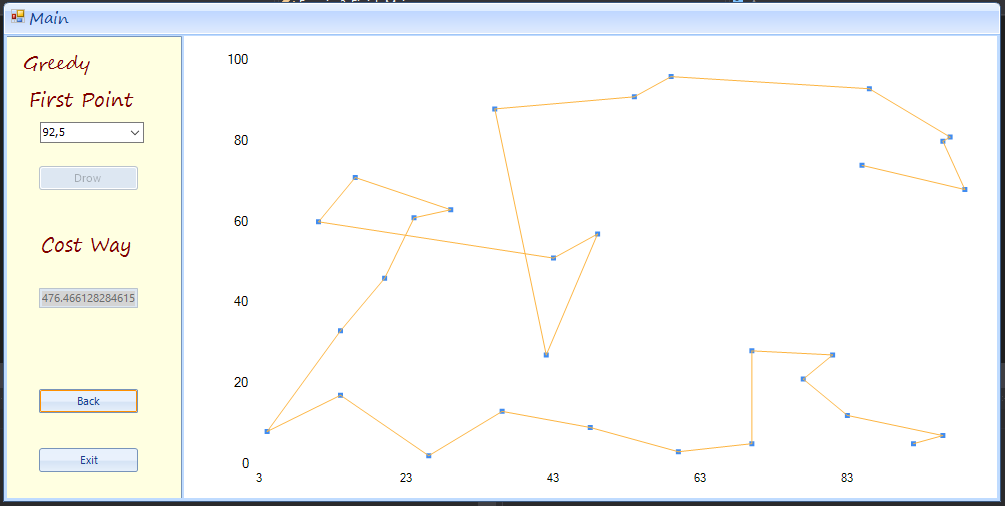 Main
Greedy
First Point
92,5
Drow
Cost Way
476.466128284615
Back
Exit
100
80
60
40
20
0
3 23 43 63 83